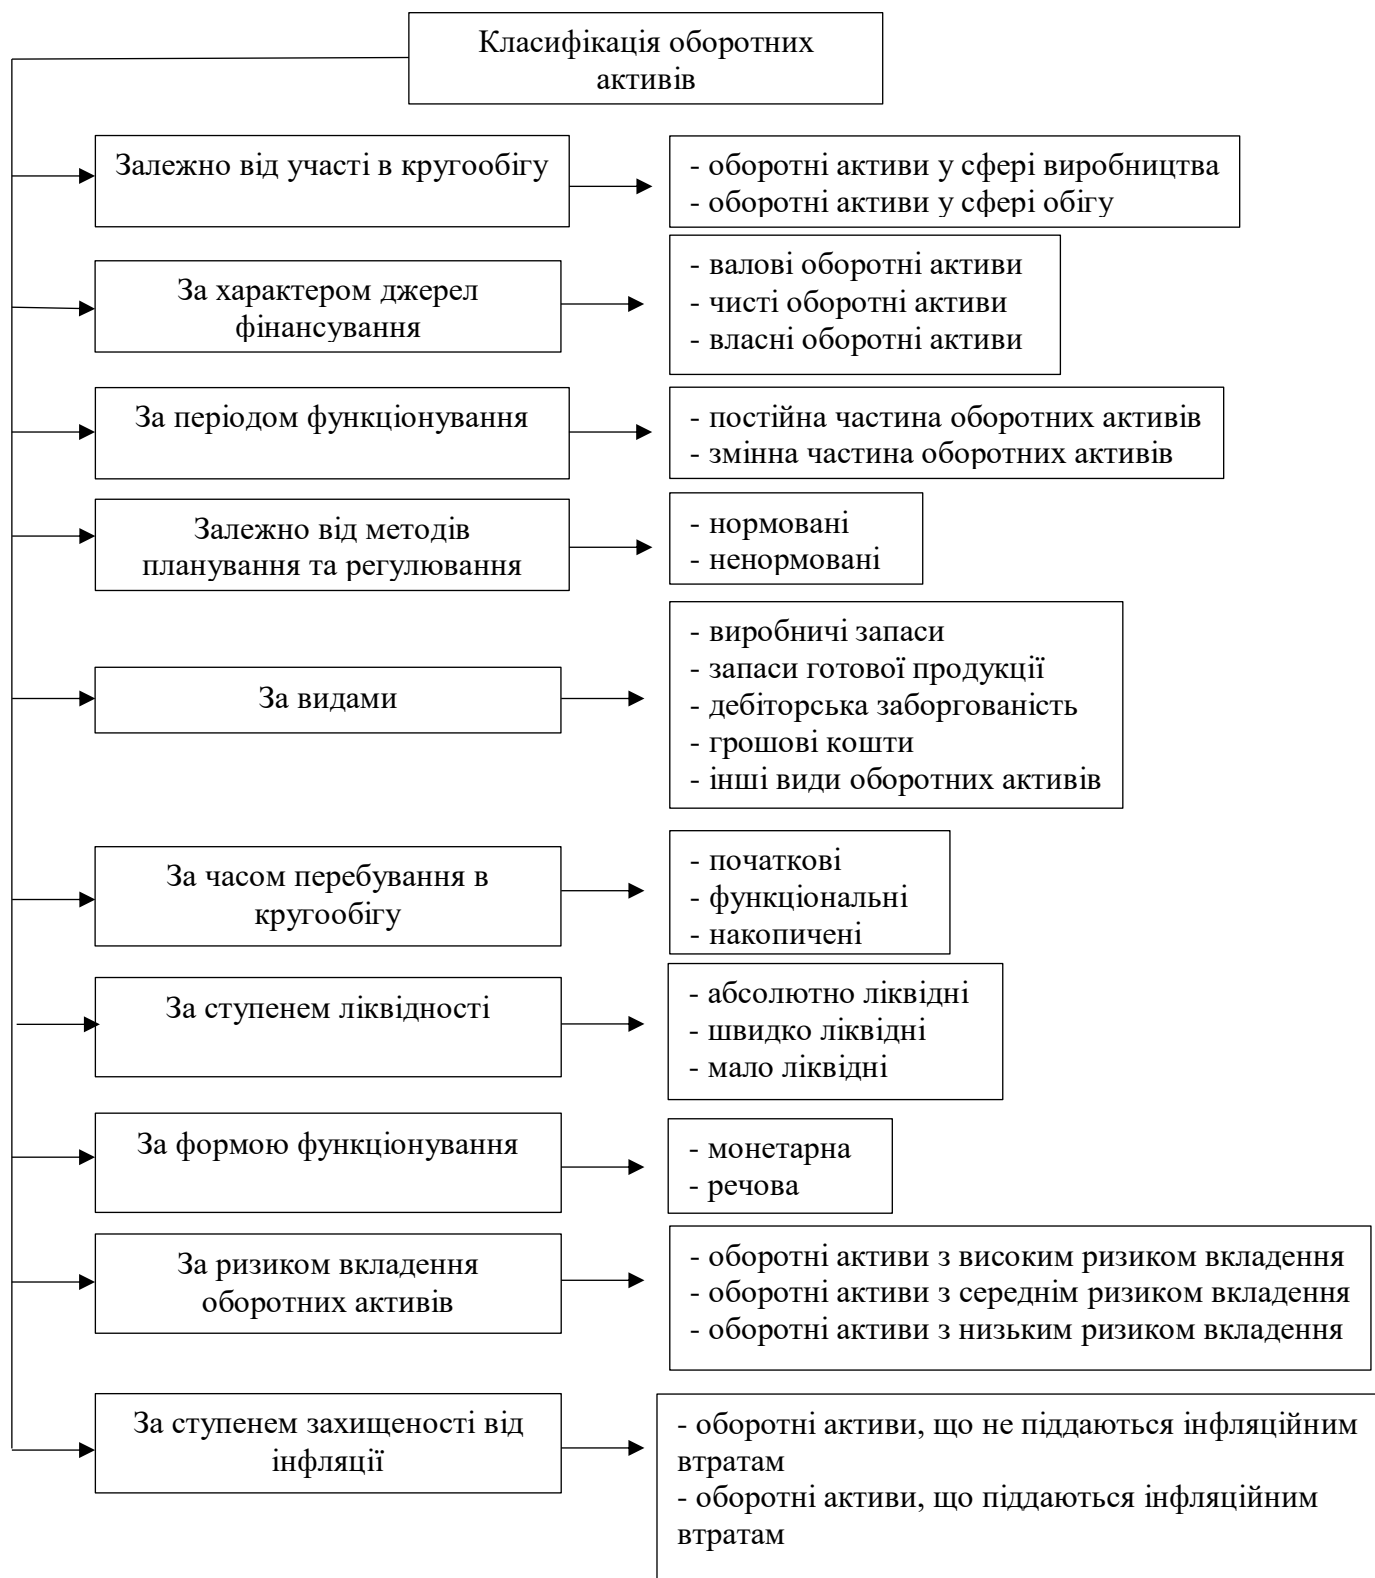 Класифікація оборотних
активів
Залежно від участі в кругообігу
- оборотні активи у сфері виробництва
- оборотні активи у сфері обігу
За характером джерел
фінансування
- валові оборотні активи
- чисті оборотні активи
- власні оборотні активи
За періодом функціонування
- постійна частина оборотних активів
- змінна частина оборотних активів
Залежно від методів
планування та регулювання
- нормовані
- ненормовані
За видами
- виробничі запаси
- запаси готової продукції
- дебіторська заборгованість
- грошові кошти
- інші види оборотних активів
За часом перебування в
кругообігу
- початкові
- функціональні
- накопичені
За ступенем ліквідності
- абсолютно ліквідні
- швидко ліквідні
- мало ліквідні
За формою функціонування
- монетарна
- речова
За ризиком вкладення
оборотних активів
- оборотні активи з високим ризиком вкладення
- оборотні активи з середнім ризиком вкладення
- оборотні активи з низьким ризиком вкладення
За ступенем захищеності від
інфляції
- оборотні активи, що не піддаються інфляційним
втратам
- оборотні активи, що піддаються інфляційним
втратам